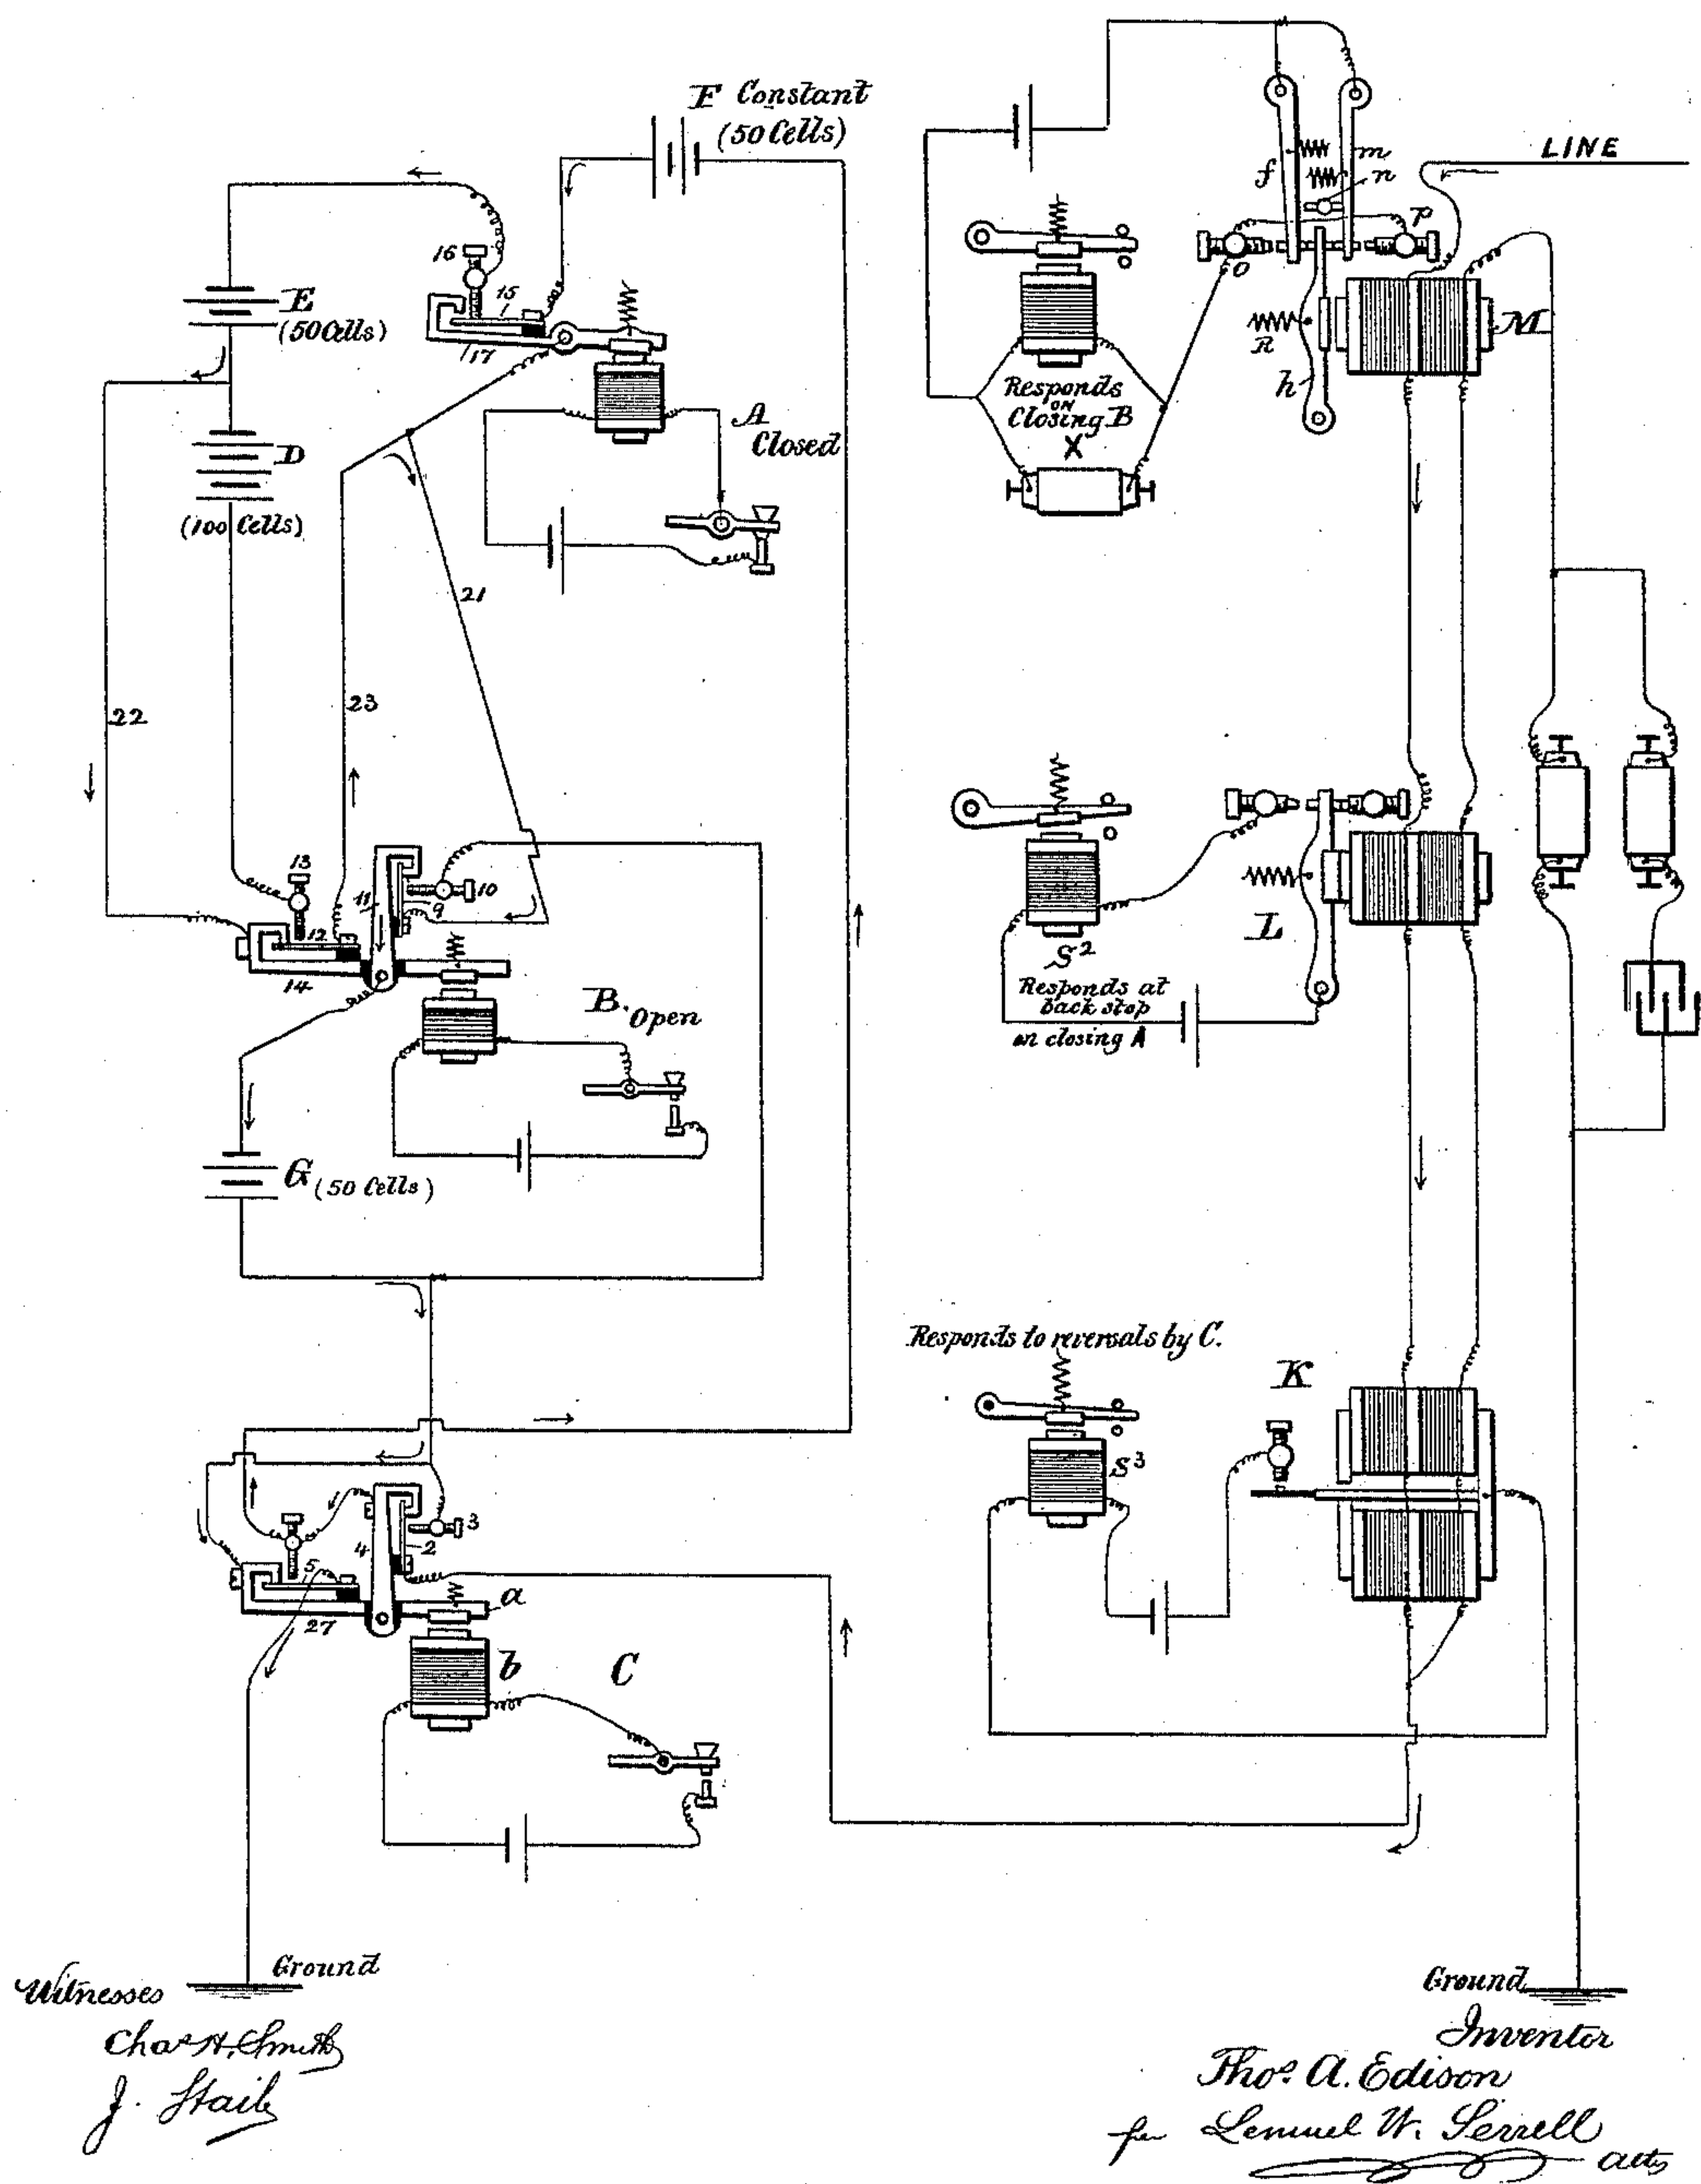 F Constant
(50 Cells)
LINE
16
15
17
E
(50 Cells)
A
Closed
D
(100 Cells)
21
22
23
13
12
14
11
9
10
B. Open
G (50 Cells)
3
2
4
5
27
a
b
C
f
m
n
O
P
R
h
M
Responds
ON
Closing B
X
L
S2
Responds at
back stop
on closing A
Responds to reversals by C.
K
S3
Ground
Witnesses
Chas H. Smith
J. Stail
Ground
Inventor
Thos. A. Edison
per Lemuel W. Serrell
atty